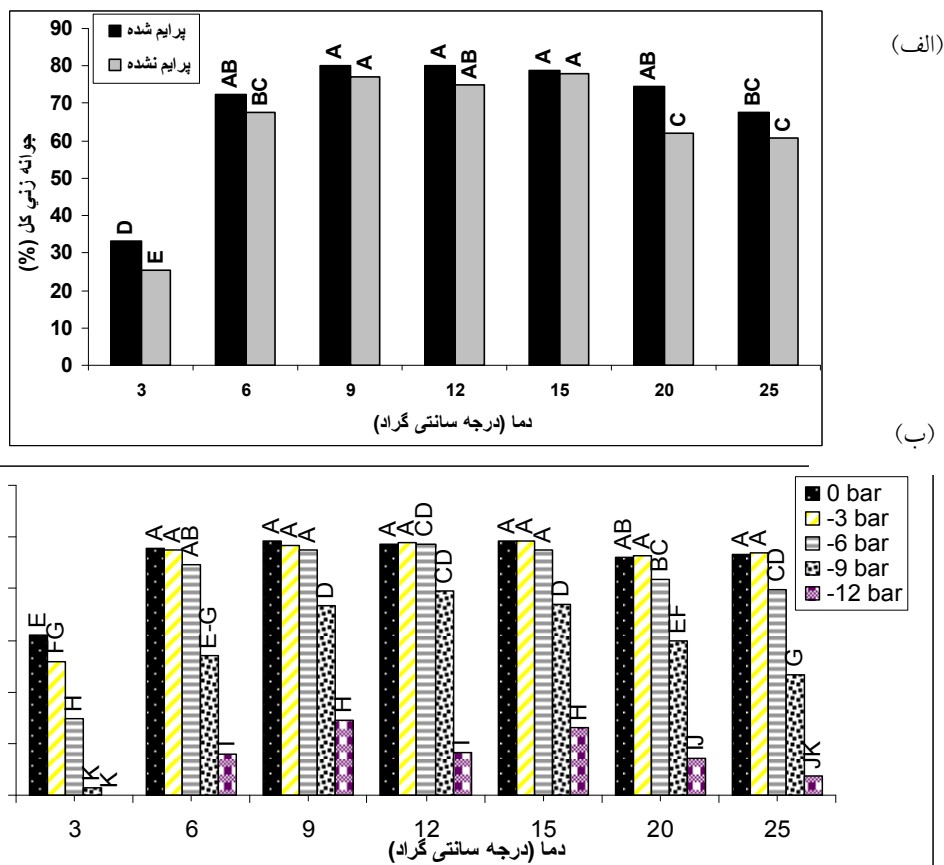 (الف)
پرایم شده
پرایم نشده
جوانه زني كل (%)
90
80
70
60
50
40
30
20
10
0
D E AB BC A A A AB A A AB C BC C
3 6 9 12 15 20 25
دما (درجه سانتی گراد)
(ب)
0 bar
-3 bar
-6 bar
-9 bar
-12 bar
E FG H K K A A AB E-G I A A A D H A A CD CD I A A A D H AB A BC EF IJ A A CD G JK
3 6 9 12 15 20 25
دما (درجه سانتی گراد)